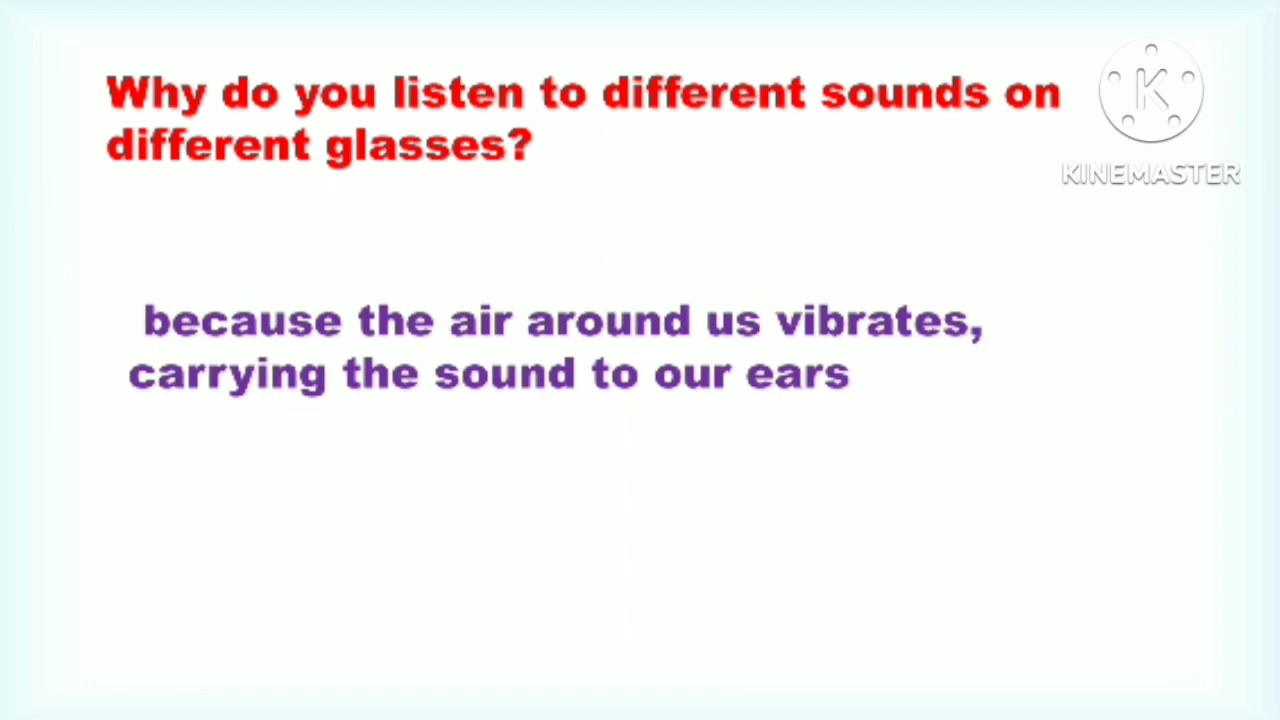 Why do you listen to different sounds on
different glasses?
K
KINEMASTER
because the air around us vibrates,
carrying the sound to our ears